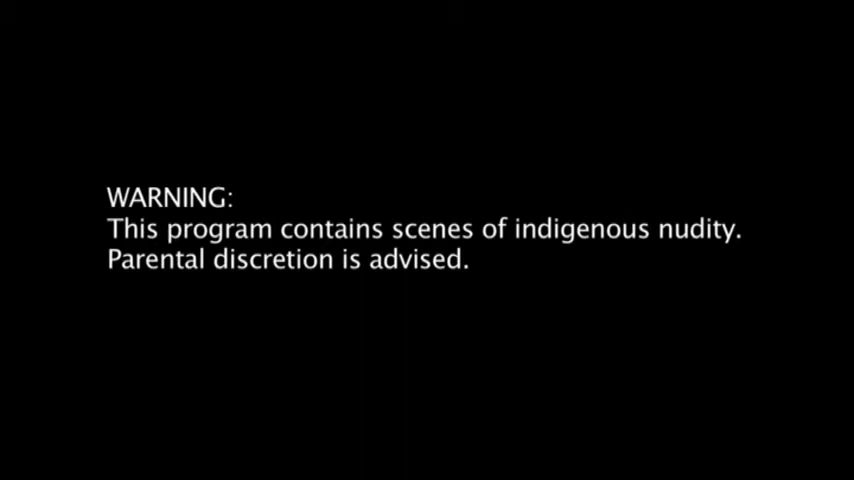 WARNING:
This program contains scenes of indigenous nudity.
Parental discretion is advised.